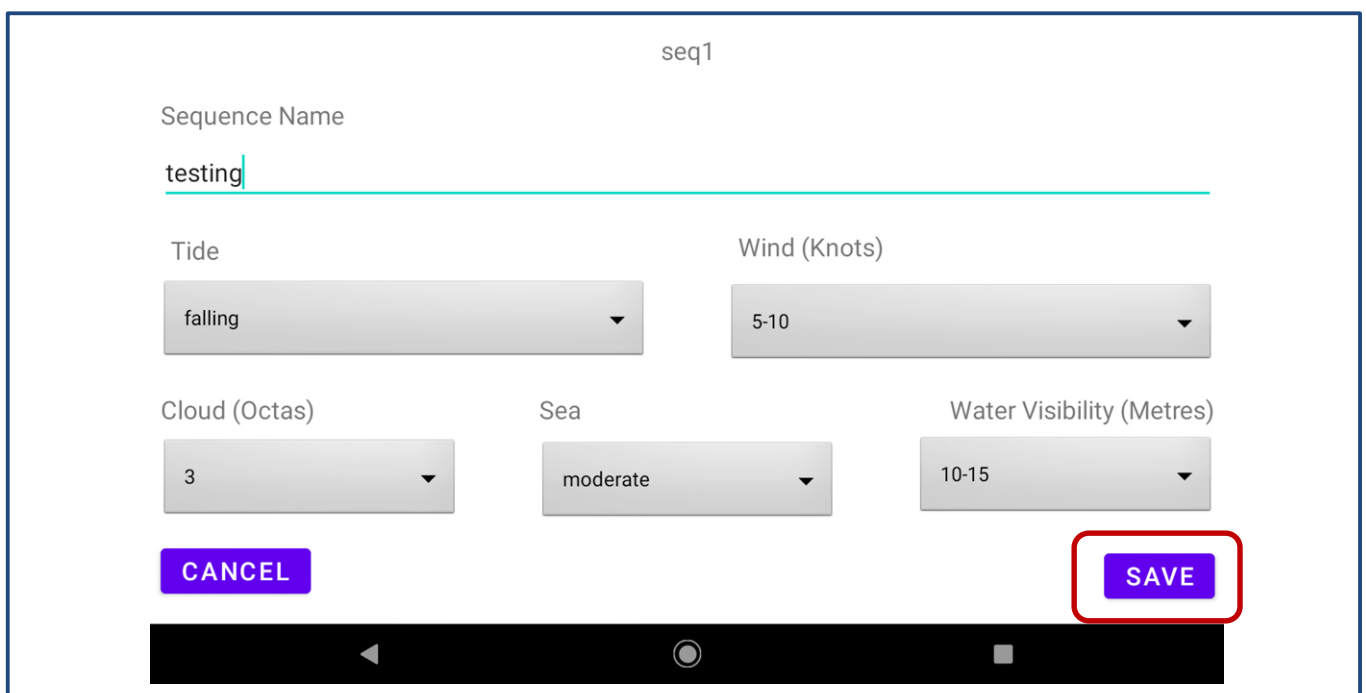 seq1
Sequence Name
testing
Tide
Wind (Knots)
falling
5-10
Cloud (Octas)
Sea
Water Visibility (Metres)
3
moderate
10-15
CANCEL
SAVE